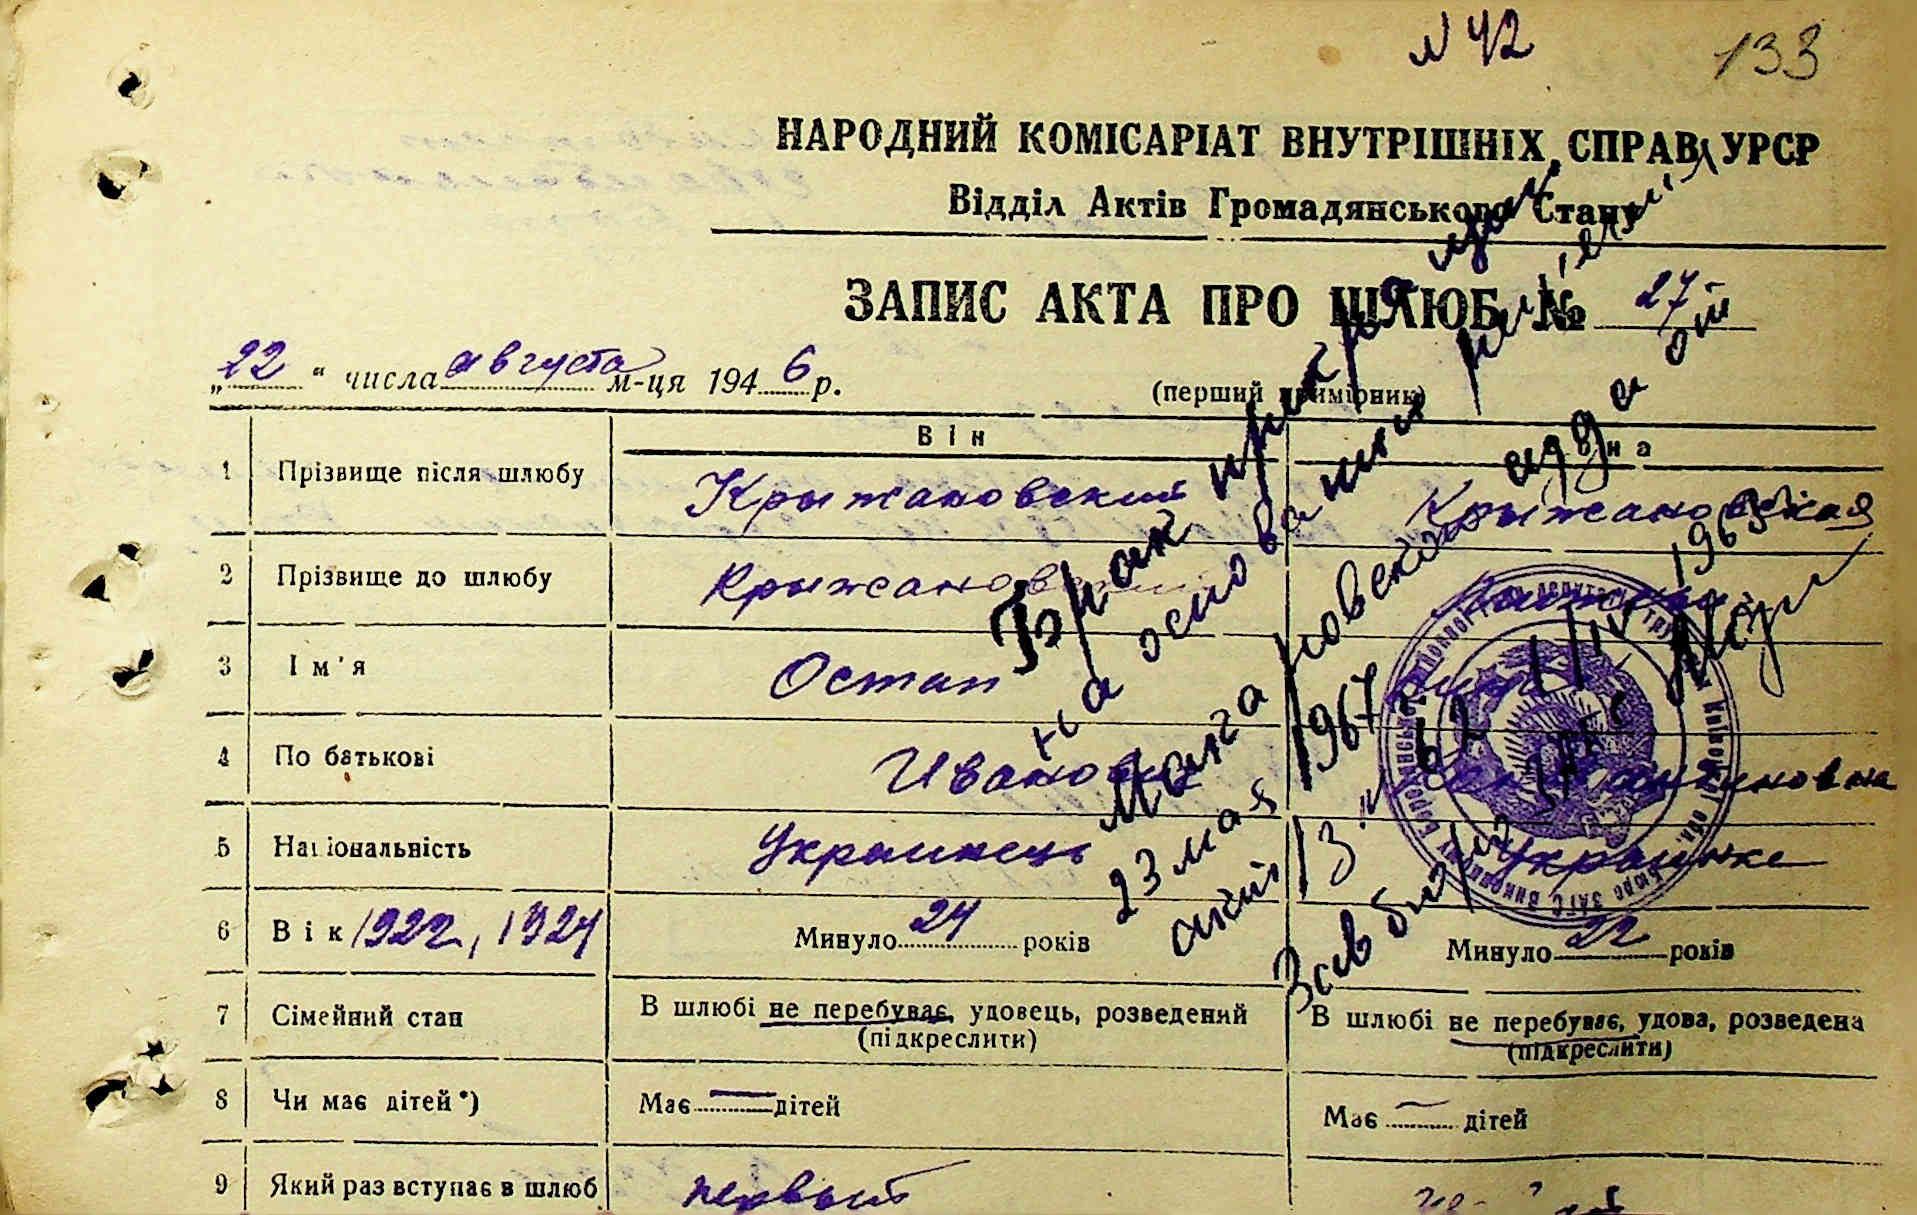 № 42
133
НАРОДНИЙ КОМІСАРІАТ ВНУТРІШНІХ СПРАВ УРСР
Відділ Актів Громадянського Стану
ЗАПИС АКТА ПРО ШЛЮБ № 27
„22“ числа августа м-ця 1946 р.
(перший примірник)
Він
Вона
1 Прізвище після шлюбу Крыжановский Крыжановская
2 Прізвище до шлюбу Крыжановский
3 Ім'я Остап
4 По батькові Иванович
5 Національність Украинець Украинка
6 Вік 1922, 1924 Минуло 24 років Минуло 22 років
7 Сімейний стан В шлюбі не перебуває, удовець, розведений В шлюбі не перебуває, удова, розведена
(підкреслити) (підкреслити)
8 Чи має дітей*) Має — дітей Має — дітей
9 Який раз вступає в шлюб первый
Брак
на основании
суда от
23 мая 1967